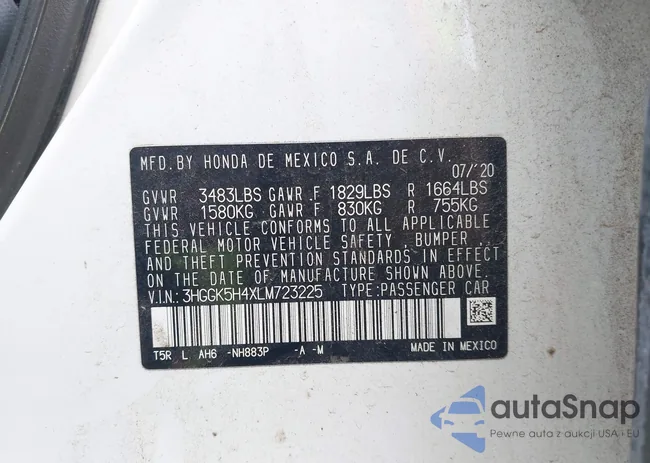 MFD.BY HONDA DE MEXICO S.A. DE C.V.
07/'20
GVWR 3483LBS GAWR F 1829LBS R 1664LBS
GVWR 1580KG GAWR F 830KG R 755KG
THIS VEHICLE CONFORMS TO ALL APPLICABLE
FEDERAL MOTOR VEHICLE SAFETY, BUMPER,
AND THEFT PREVENTION STANDARDS IN EFFECT
ON THE DATE OF MANUFACTURE SHOWN ABOVE.
V.I.N.: 3HGGK5H4XLM723225 TYPE:PASSENGER CAR
T5R L AH6 -NH883P -A -M MADE IN MEXICO
autaSnap
Pewne auta z aukcji USA i EU